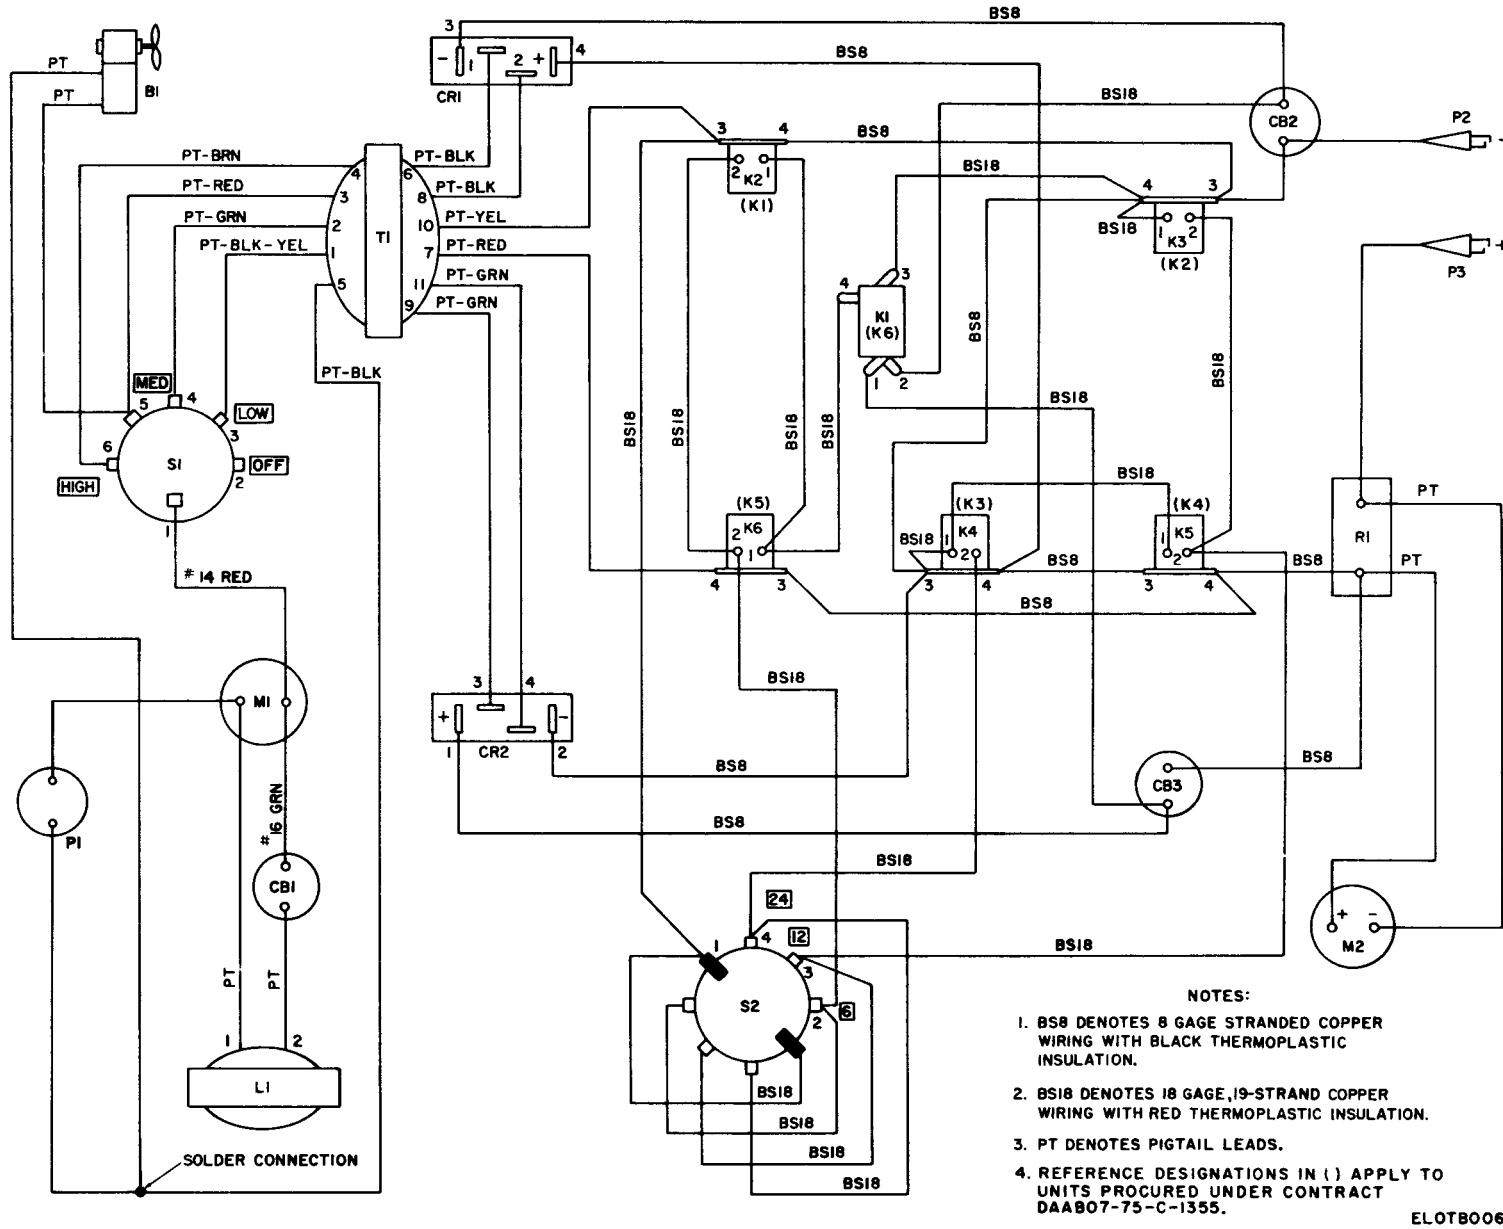 BS8
3
4
- 1 2 +
CR1
PT
PT
B1
BS8
BS18
CB2
P2
-
3 4
BS8
2 1
K2
(K1)
PT-BRN
PT-BLK
PT-RED
PT-BLK
PT-GRN
PT-YEL
PT-BLK-YEL
PT-RED
PT-GRN
PT-GRN
4
3
2
1
5
T1
6
8
10
7
11
9
BS18
4 3
BS18
1 2
K3
(K2)
P3
+
4
3
K1
(K6)
1
2
BS8
BS18
PT-BLK
MED
5
4
LOW
3
6
S1
OFF
2
HIGH
1
BS18
BS18
BS18
BS18
BS18
PT
(K5)
2 K6
1
4 3
(K3)
1 K4
2
BS18
3 4
(K4)
1 K5
2
3 4
BS8
BS8
BS8
R1
PT
# 14 RED
M1
# 16 GRN
P1
CB1
PT
PT
1
2
L1
SOLDER CONNECTION
BS18
3 4
+ -
1 CR2 2
BS8
BS8
BS8
CB3
BS18
24
1
4
12
3
S2
2
6
BS18
+ -
M2
BS18
BS18
BS18
BS18
NOTES:
1. BS8 DENOTES 8 GAGE STRANDED COPPER
WIRING WITH BLACK THERMOPLASTIC
INSULATION.
2. BS18 DENOTES 18 GAGE,19-STRAND COPPER
WIRING WITH RED THERMOPLASTIC INSULATION.
3. PT DENOTES PIGTAIL LEADS.
4. REFERENCE DESIGNATIONS IN ( ) APPLY TO
UNITS PROCURED UNDER CONTRACT
DAAB07-75-C-1355.
ELOTB006